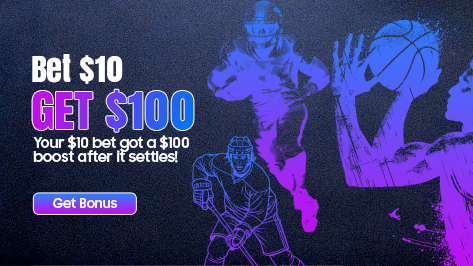 Bet $10
GET $100
Your $10 bet got a $100
boost after it settles!
Get Bonus